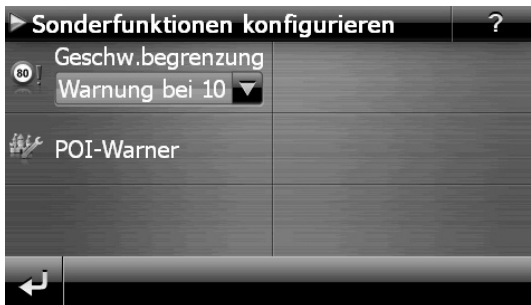 Sonderfunktionen konfigurieren ?
Geschw.begrenzung
80 !
Warnung bei 10
POI-Warner